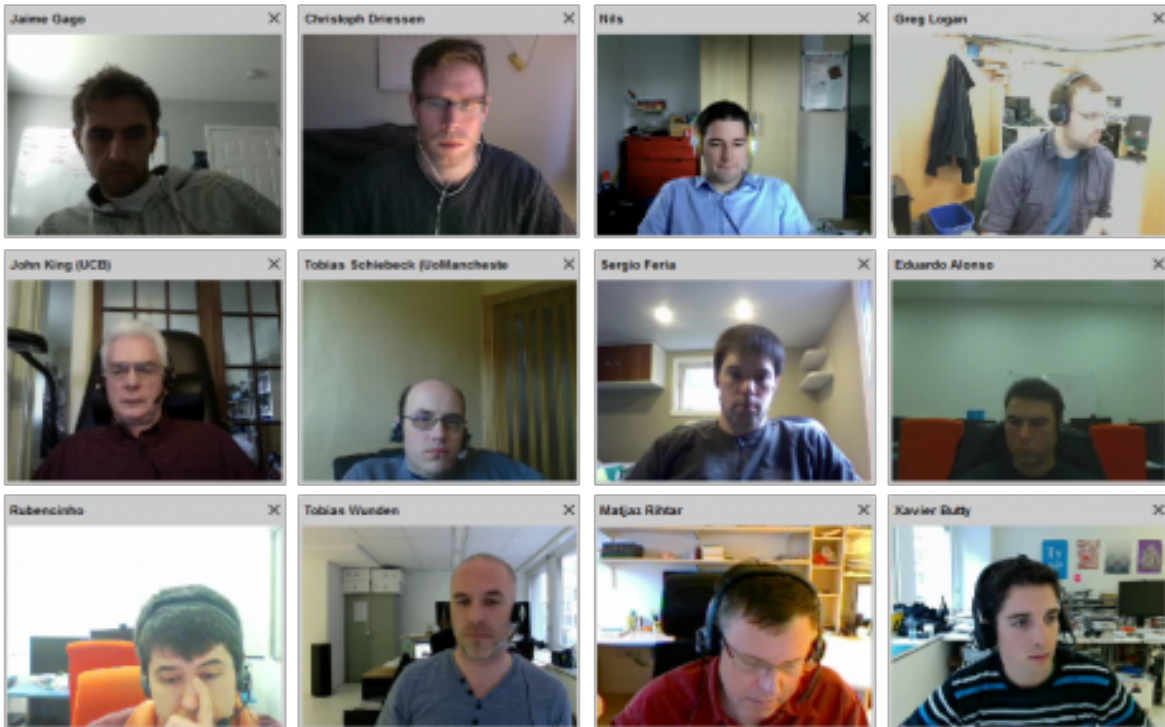 Jaime Gago
Christoph Driessen
Nils
Greg Logan
John King (UCB)
Tobias Schiebeck (UoMancheste
Sergio Feria
Eduardo Alonso
Rubencinho
Tobias Wunden
Matjaz Rihtar
Xavier Butty